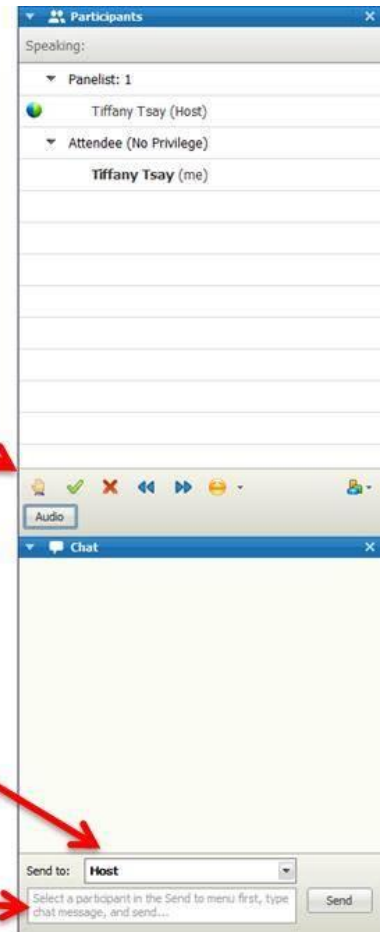 Participants
Speaking:
Panelist: 1
Tiffany Tsay (Host)
Attendee (No Privilege)
Tiffany Tsay (me)
Audio
Chat
Send to: Host
Select a participant in the Send to menu first, type
chat message, and send...
Send